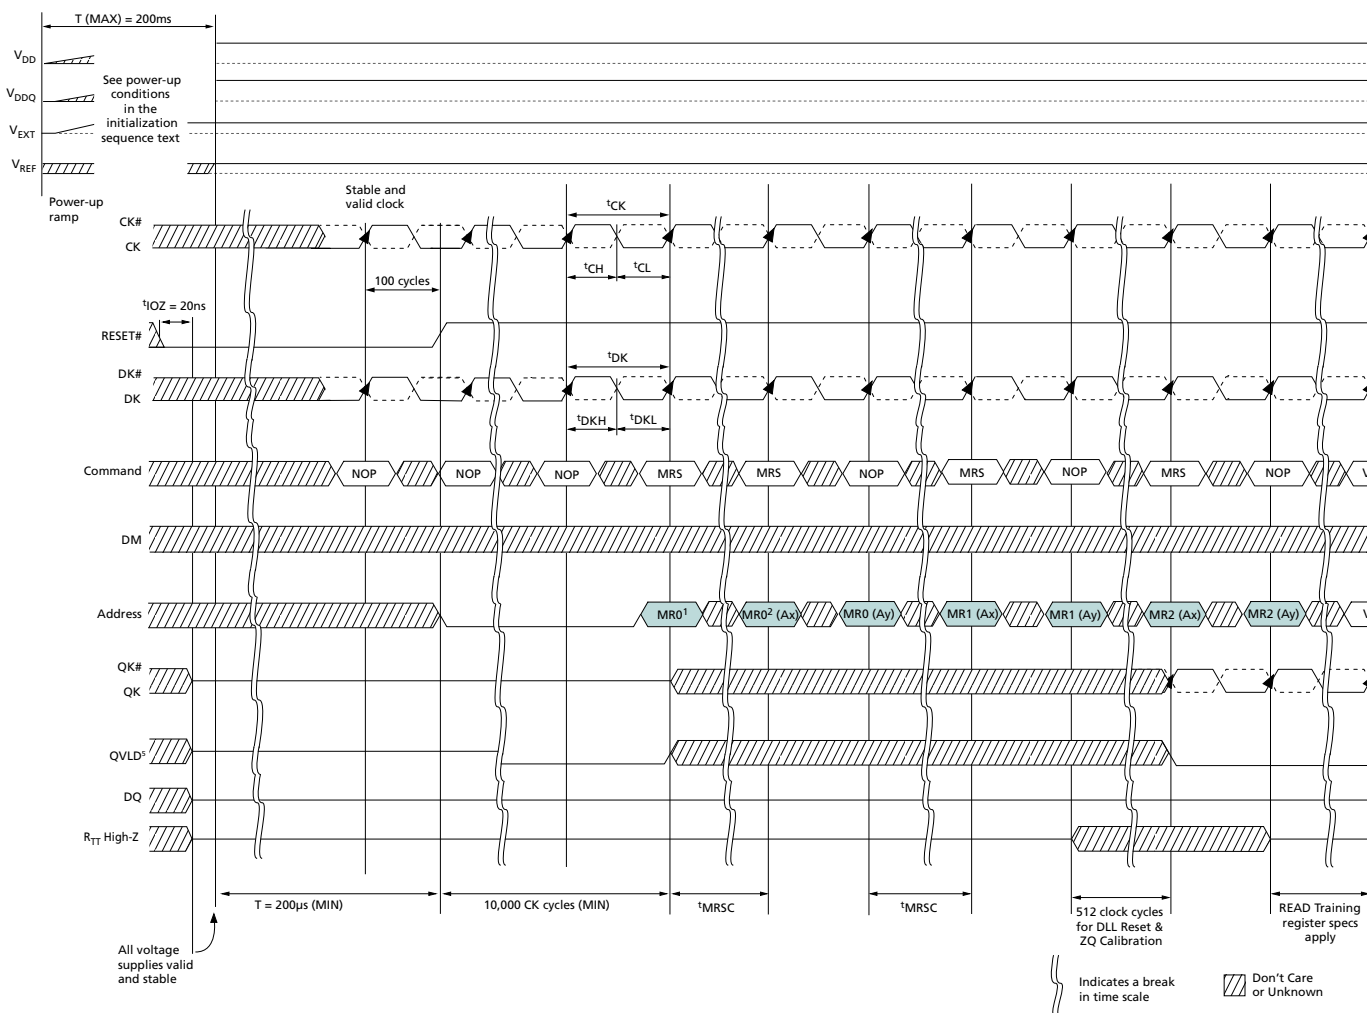 T (MAX) = 200ms
VDD
VDDQ
VEXT
VREF
See power-up
conditions
in the
initialization
sequence text
Power-up
ramp
Stable and
valid clock
CK#
CK
tCK
tCH
tCL
100 cycles
tIOZ = 20ns
RESET#
tDK
DK#
DK
tDKH
tDKL
Command
NOP
NOP
NOP
MRS
MRS
NOP
MRS
NOP
MRS
NOP
V
DM
Address
MR0¹
MR0² (Ax)
MR0 (Ay)
MR1 (Ax)
MR1 (Ay)
MR2 (Ax)
MR2 (Ay)
V
QK#
QK
QVLD⁵
DQ
RTT High-Z
T = 200μs (MIN)
10,000 CK cycles (MIN)
tMRSC
tMRSC
512 clock cycles
for DLL Reset &
ZQ Calibration
READ Training
register specs
apply
All voltage
supplies valid
and stable
Indicates a break
in time scale
Don't Care
or Unknown